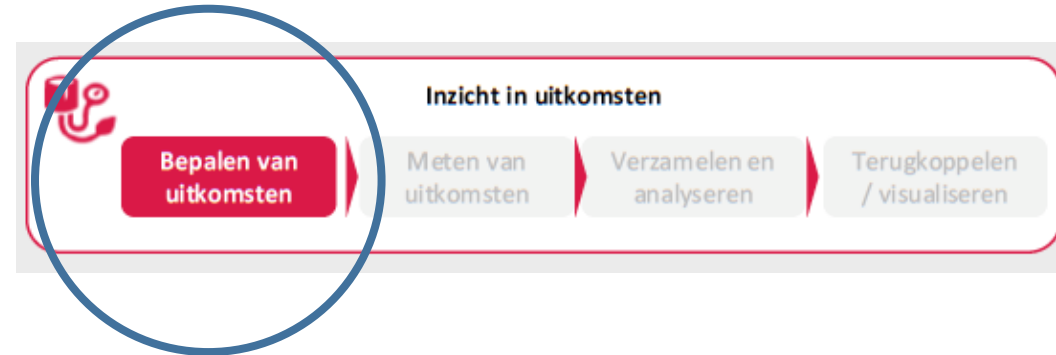 Inzicht in uitkomsten
Bepalen van
uitkomsten
Meten van
uitkomsten
Verzamelen en
analyseren
Terugkoppelen
/ visualiseren